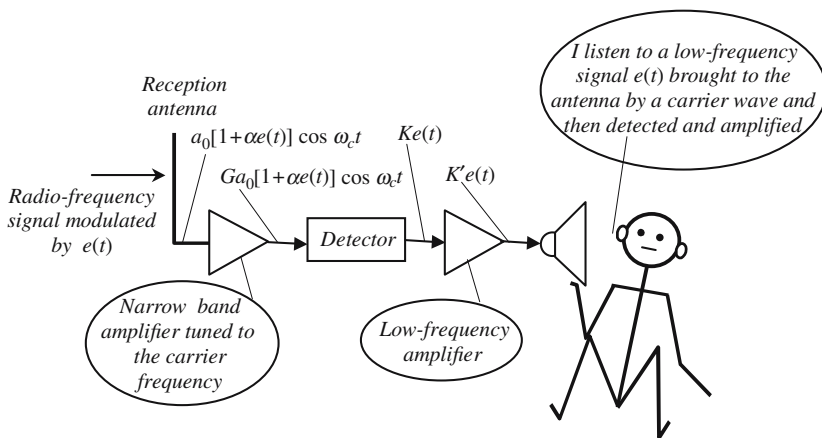 Reception
antenna
a₀[1+αe(t)] cos ω_c t
Ga₀[1+αe(t)] cos ω_c t
Ke(t)
K′e(t)
Radio-frequency
signal modulated
by e(t)
Detector
Narrow band
amplifier tuned to
the carrier
frequency
Low-frequency
amplifier
I listen to a low-frequency
signal e(t) brought to the
antenna by a carrier wave and
then detected and amplified